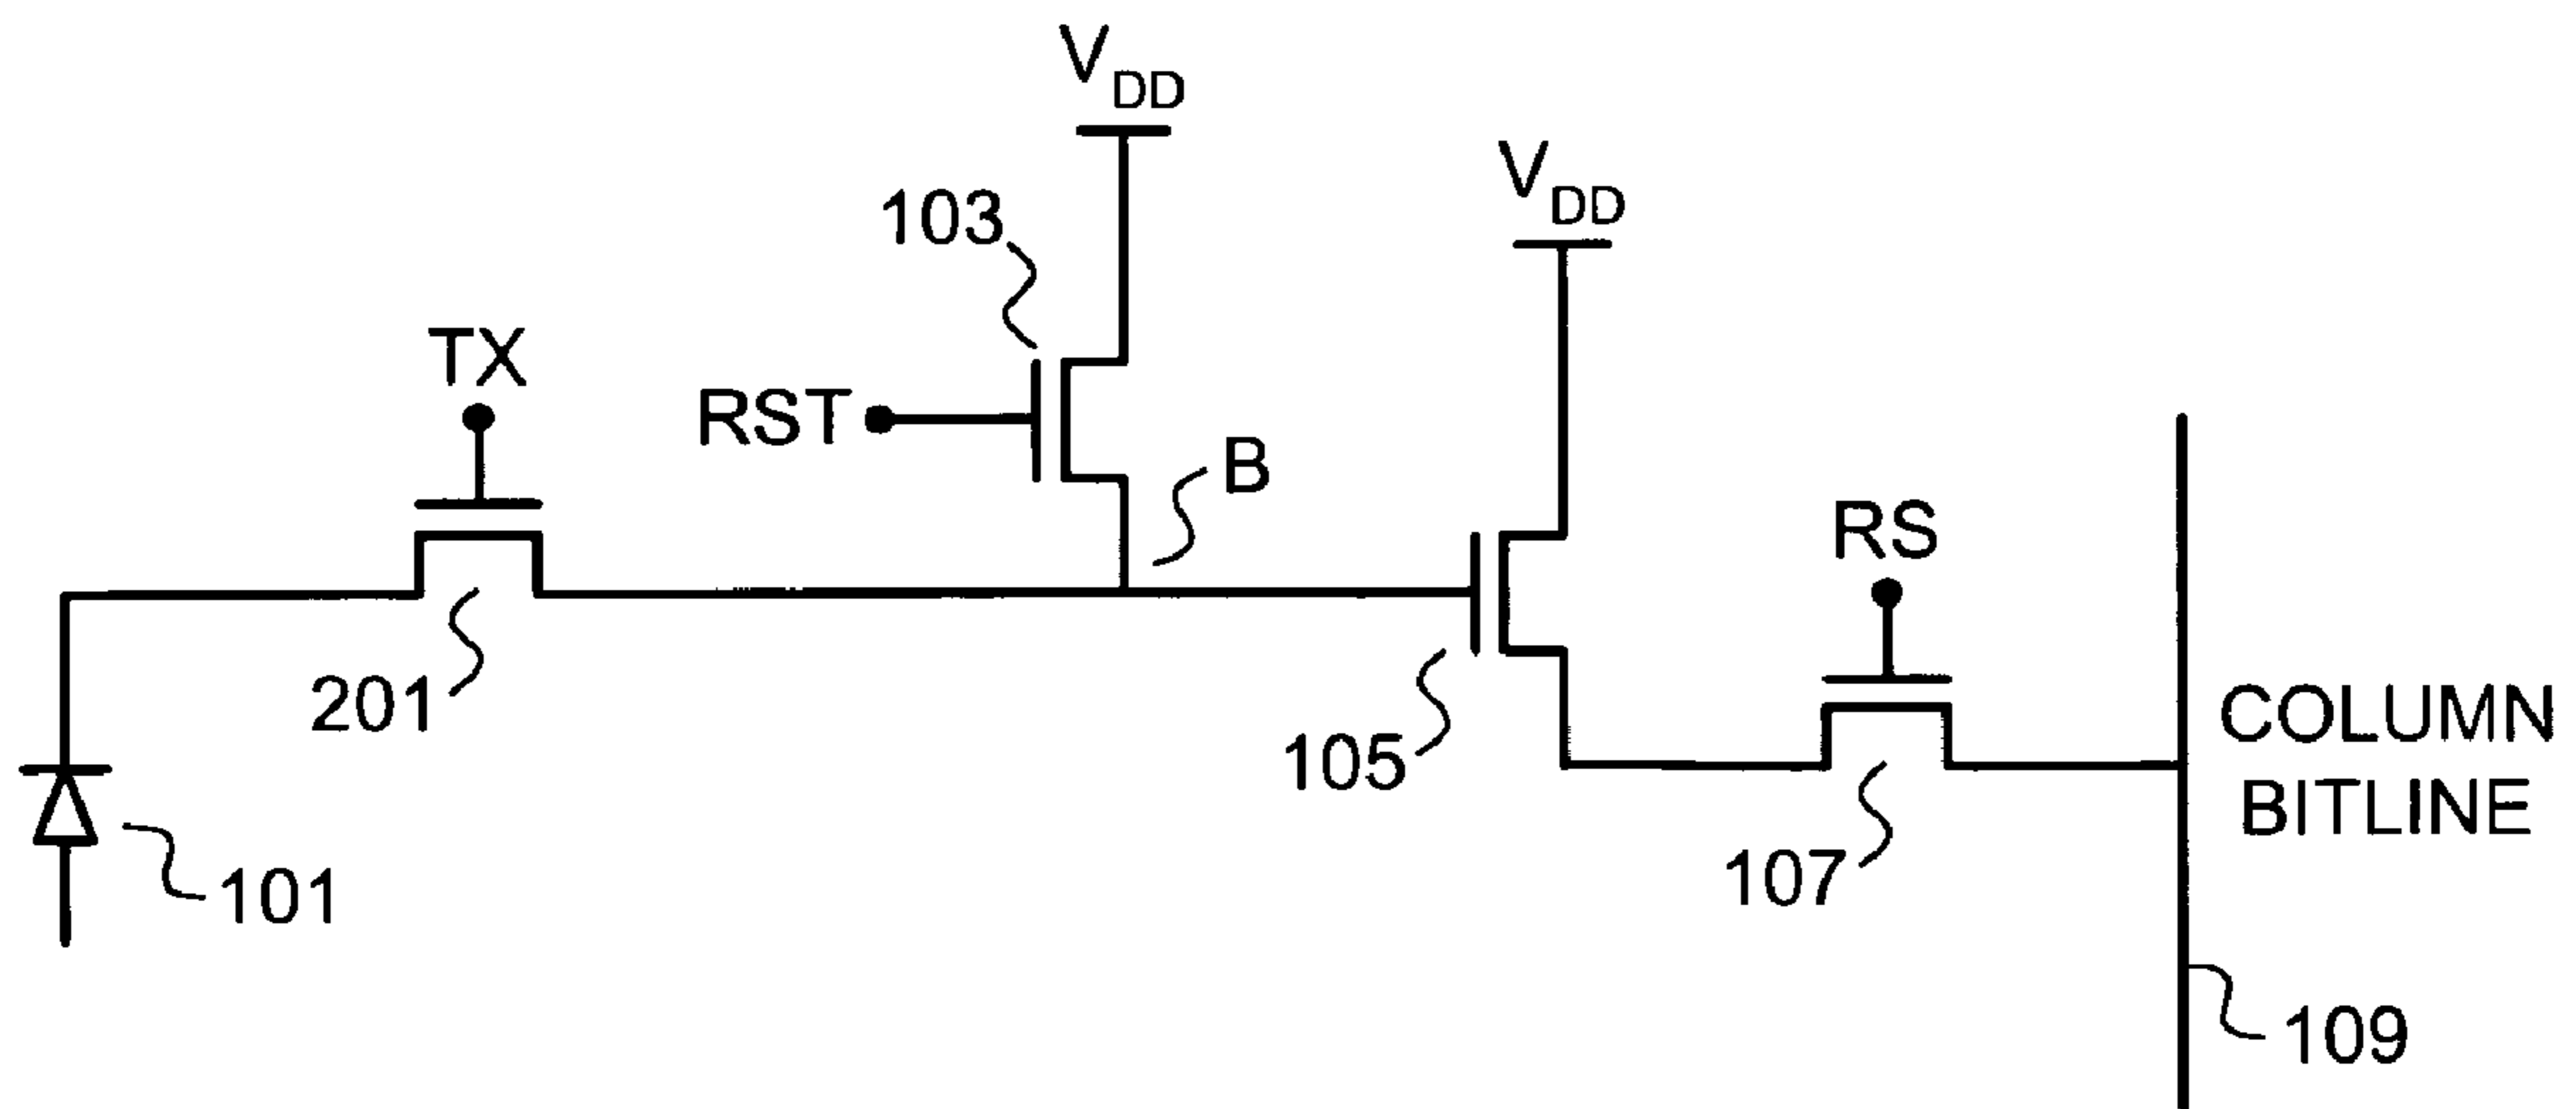 VDD
VDD
103
TX
RST
B
RS
201
COLUMN
BITLINE
105
107
101
109